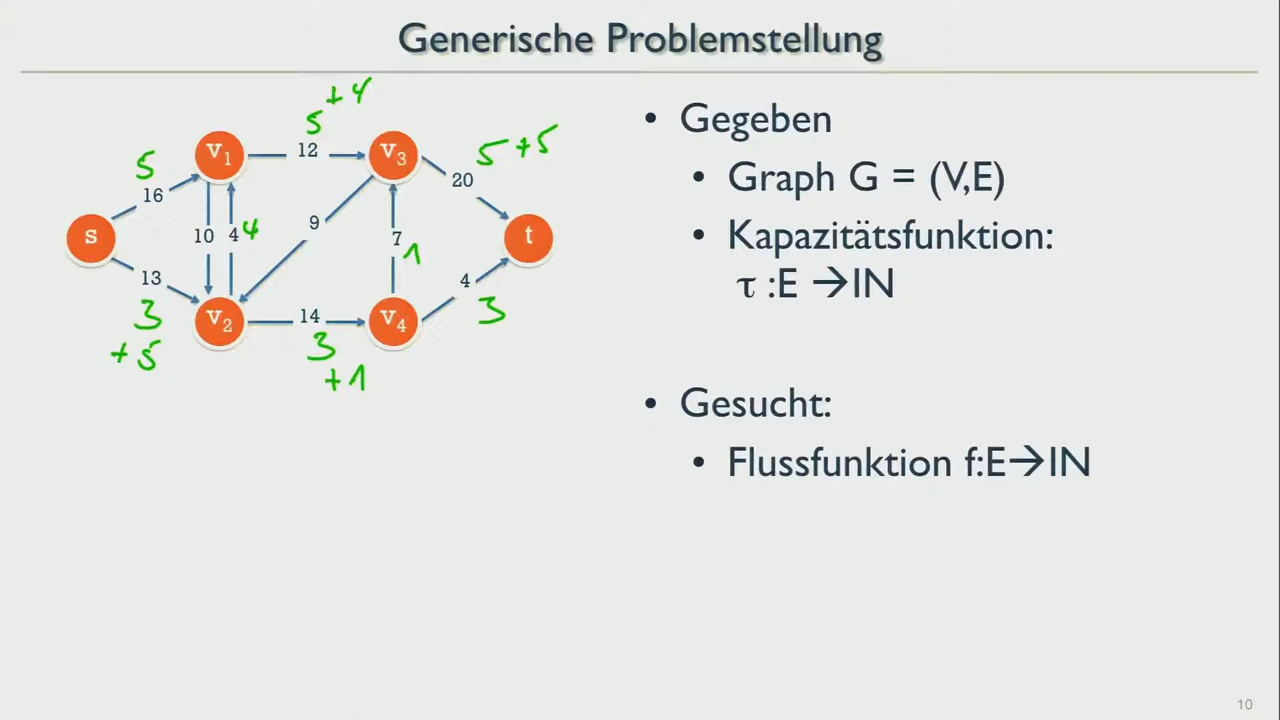 Generische Problemstellung
+4
5
5 +5
v1
12
v3
5
16
20
s
10
4
4
9
7
1
t
13
4
3
v2
14
v4
3
+5
3
+1
• Gegeben
• Graph G = (V,E)
• Kapazitätsfunktion:
τ :E →IN
• Gesucht:
• Flussfunktion f:E→IN
10